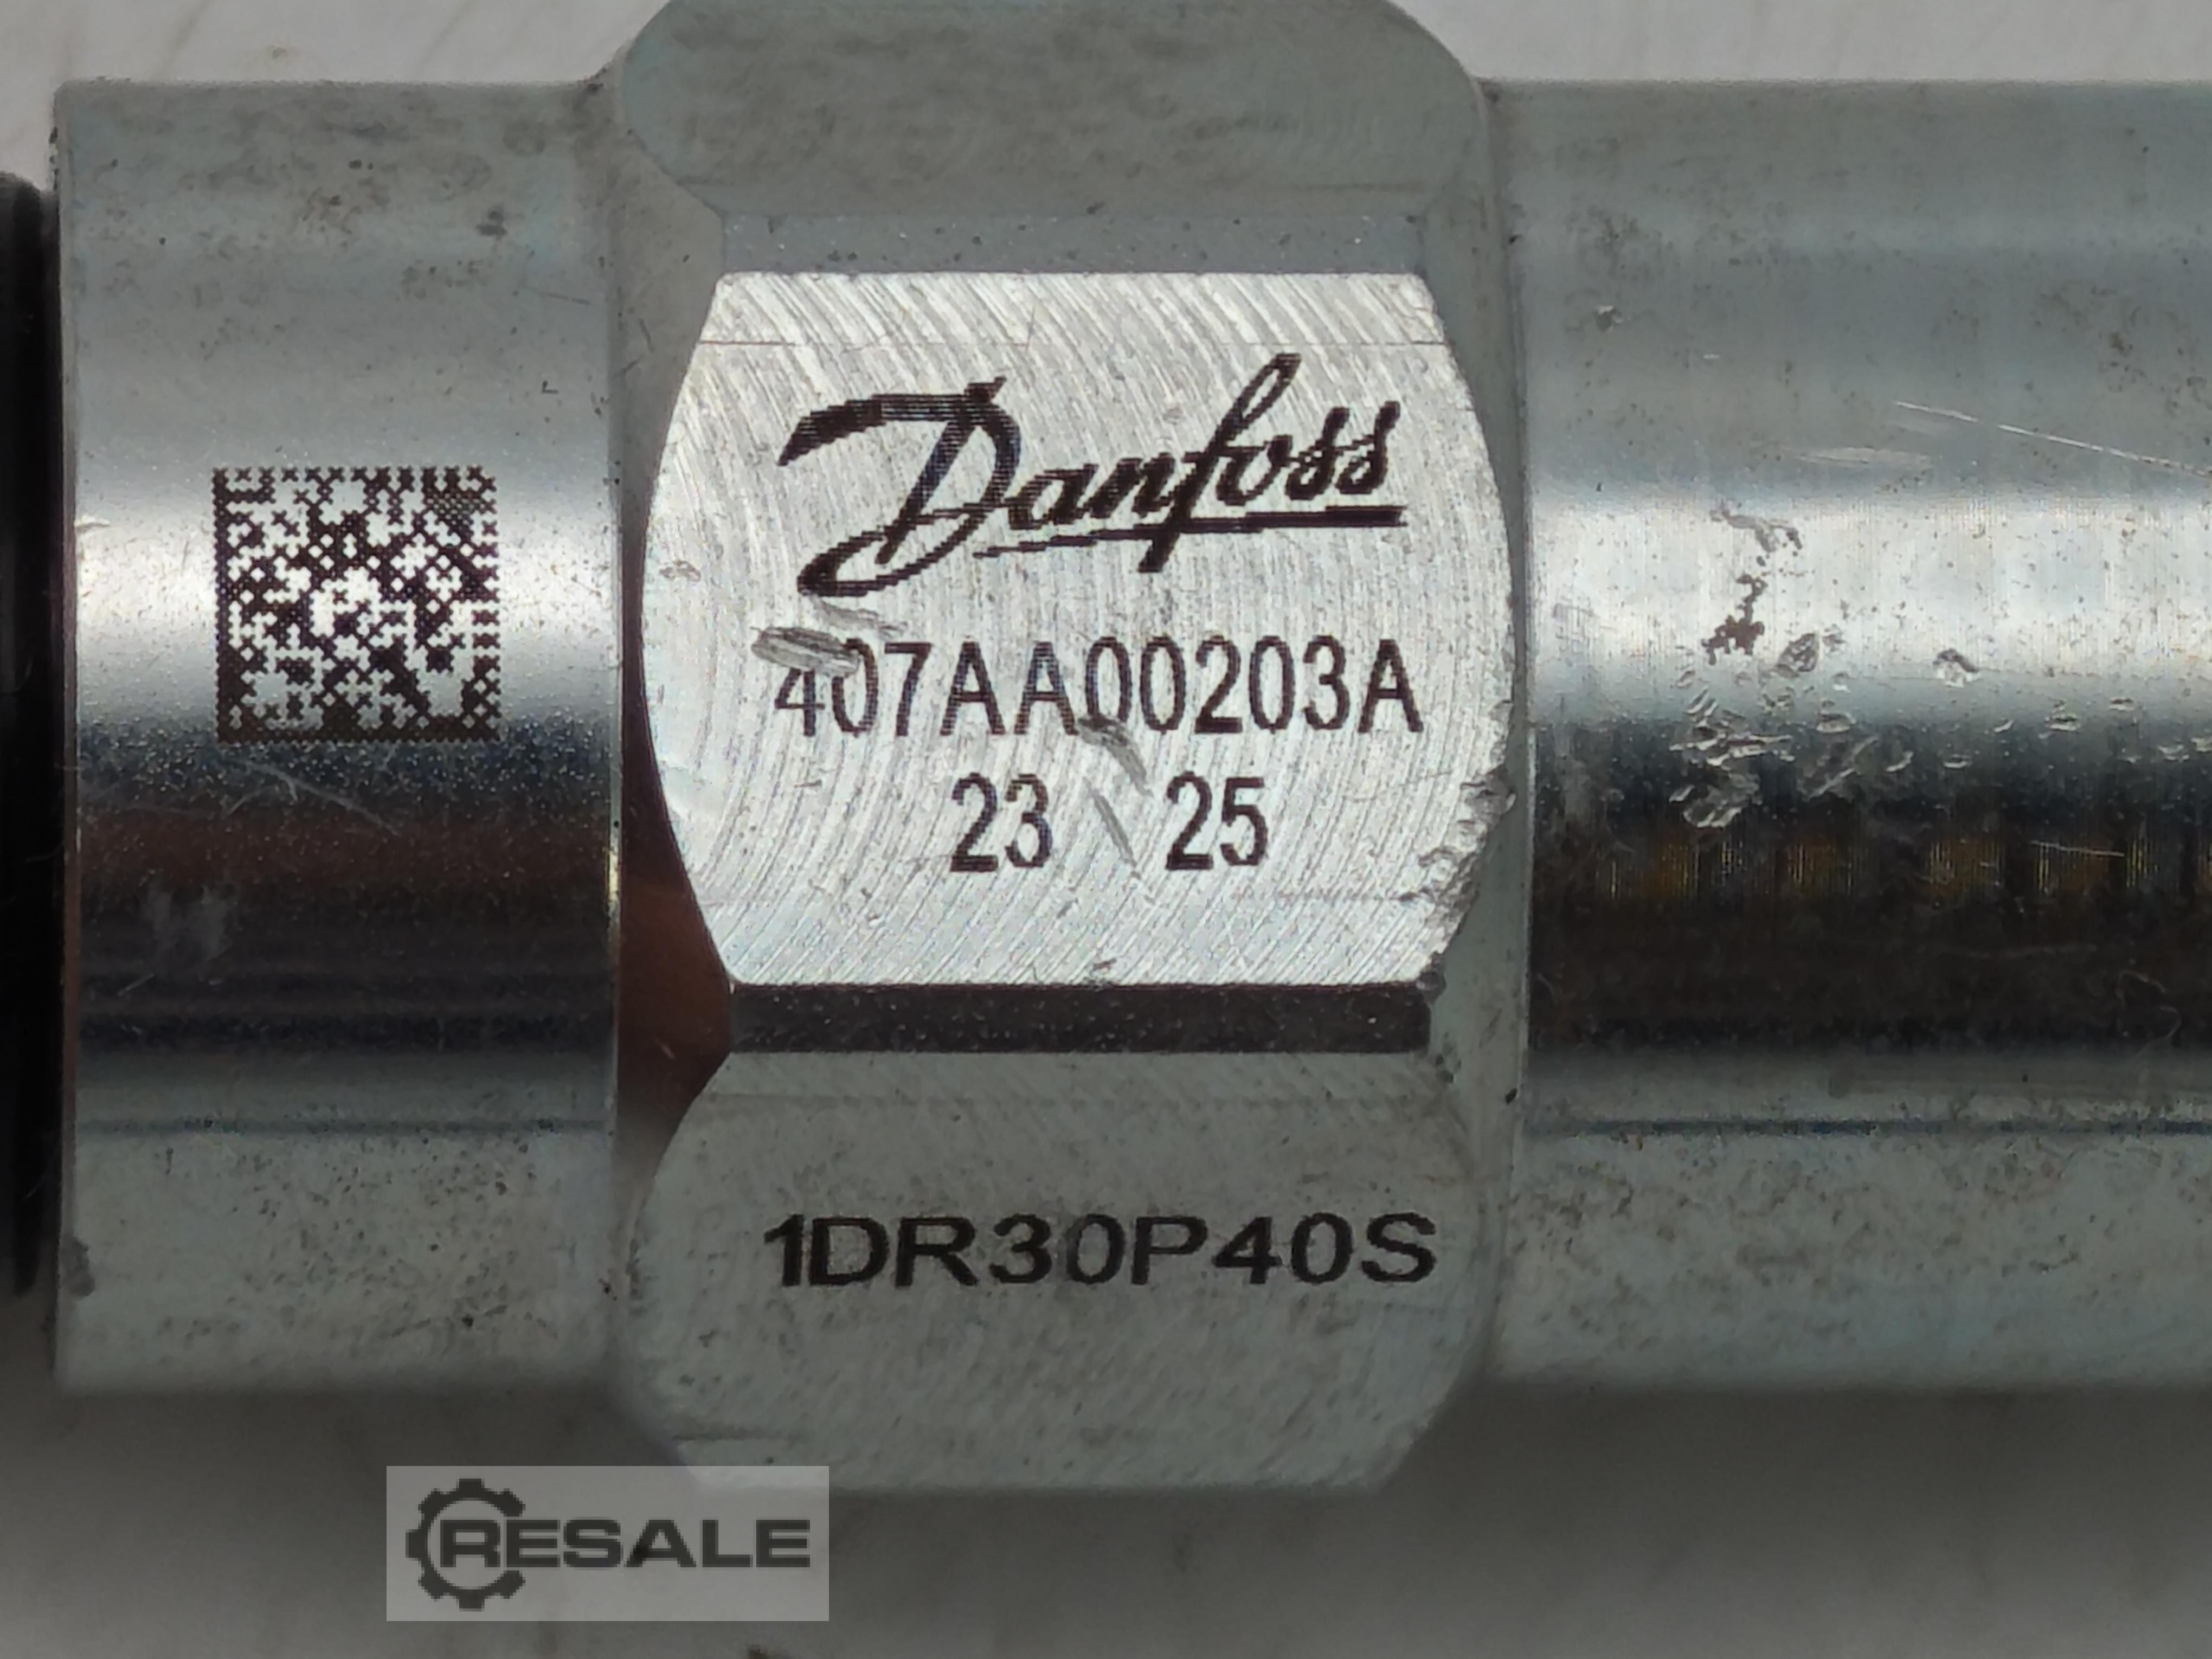 Danfoss
407AA00203A
23 25
1DR30P40S
RESALE